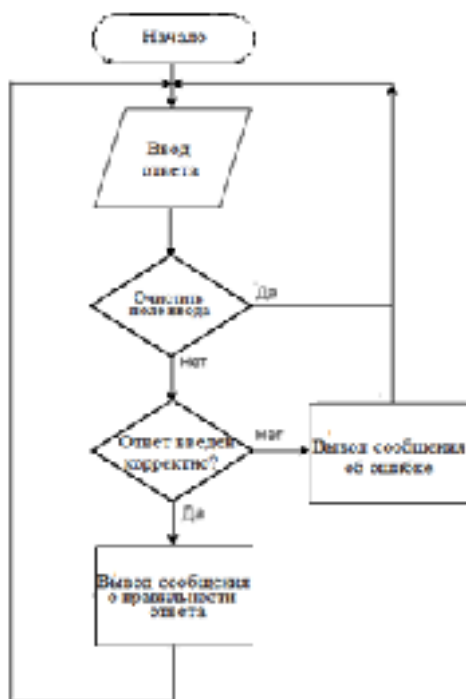 Начало
Ввод
ответа
Очистить
поле ввода
Да
нет
Ответ введен
корректно?
нет
Вывод сообщения
об ошибке
Да
Вывод сообщения
о правильности
ответа